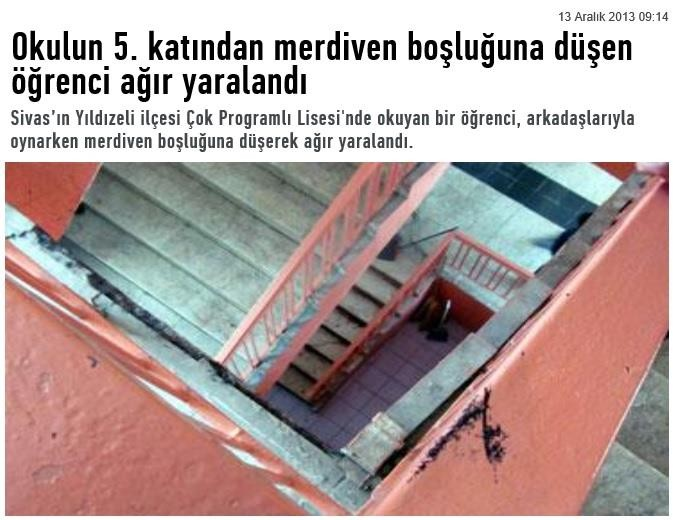 13 Aralık 2013 09:14
Okulun 5. katından merdiven boşluğuna düşen
öğrenci ağır yaralandı
Sivas’ın Yıldızeli ilçesi Çok Programlı Lisesi'nde okuyan bir öğrenci, arkadaşlarıyla
oynarken merdiven boşluğuna düşerek ağır yaralandı.